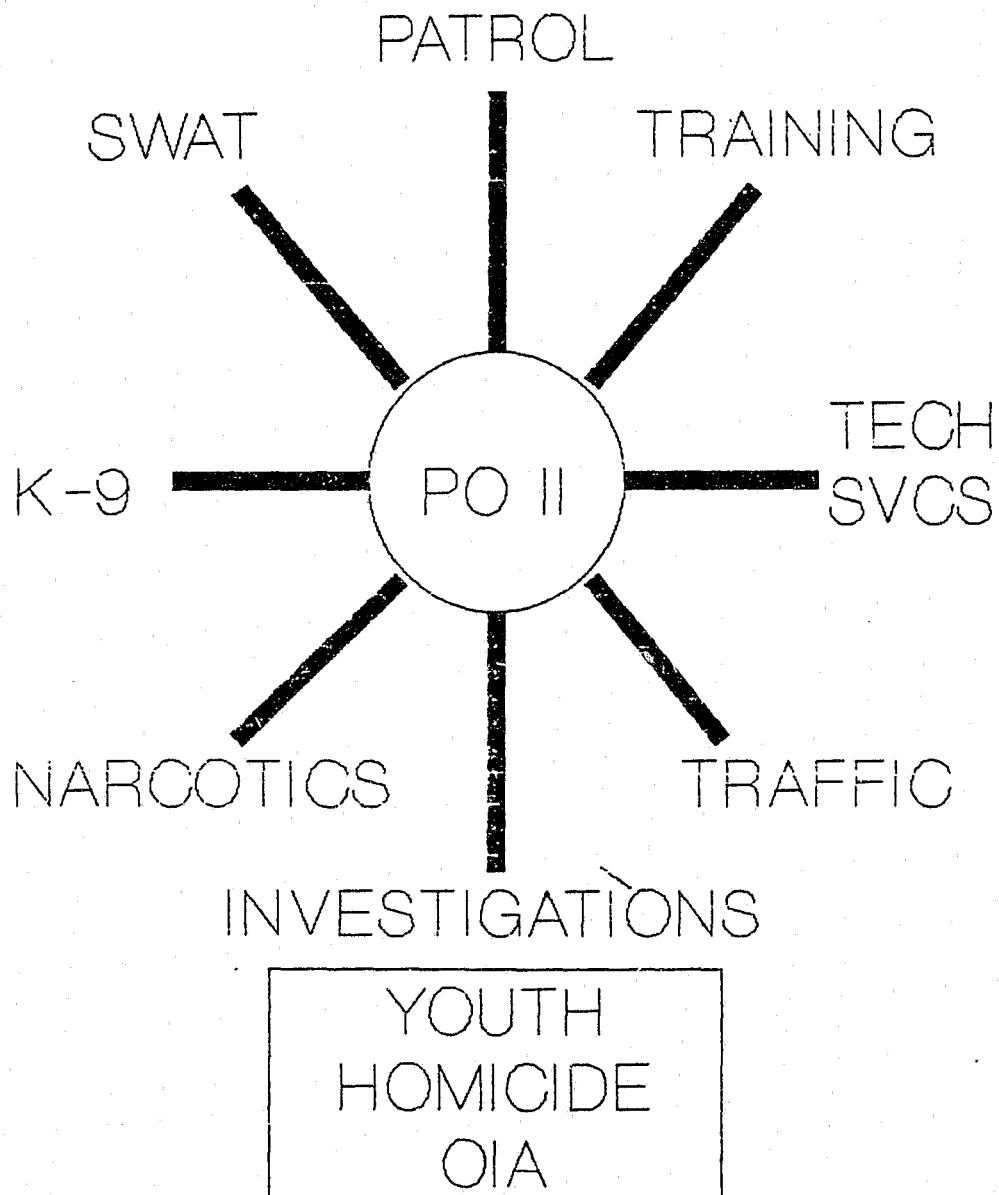 PATROL
SWAT
TRAINING
TECH
SVCS
K-9
PO II
NARCOTICS
TRAFFIC
INVESTIGATIONS
YOUTH
HOMICIDE
OIA